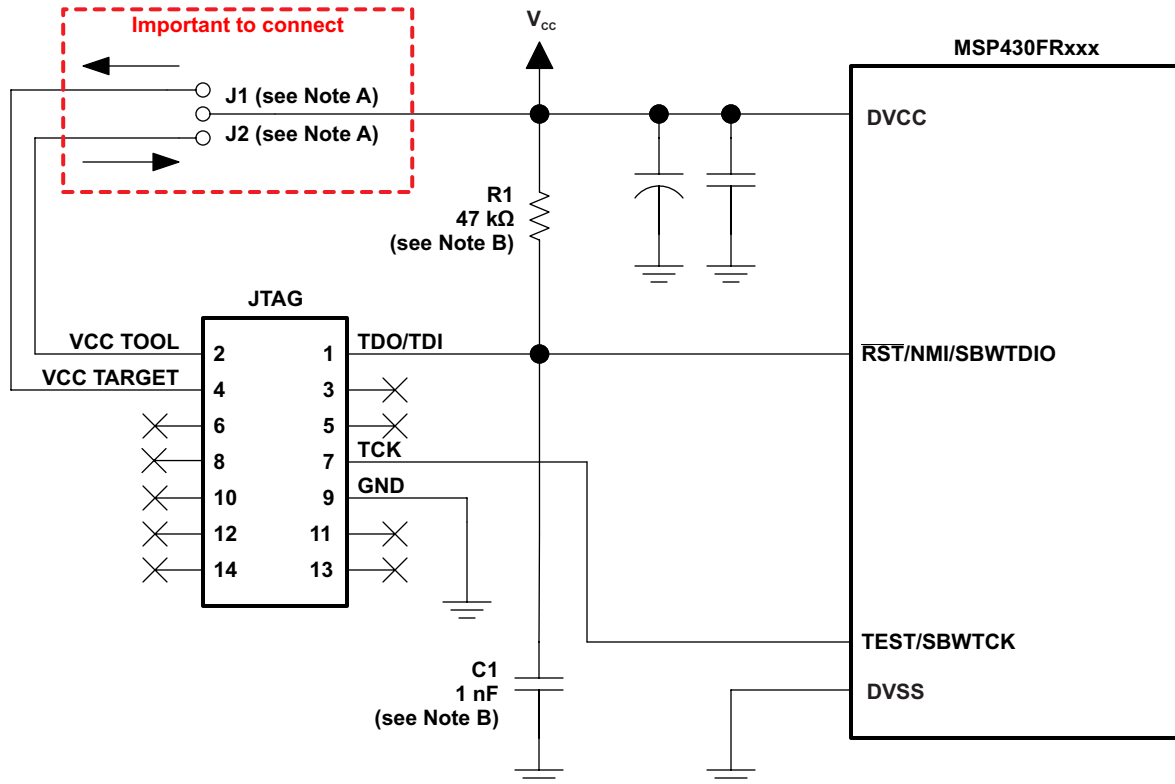 Important to connect
VCC
MSP430FRxxx
J1 (see Note A)
J2 (see Note A)
DVCC
R1
47 kΩ
(see Note B)
JTAG
VCC TOOL
2
1
TDO/TDI
RST/NMI/SBWTDIO
VCC TARGET
4
3
6
5
8
7
TCK
10
9
GND
12
11
14
13
TEST/SBWTCK
C1
1 nF
(see Note B)
DVSS